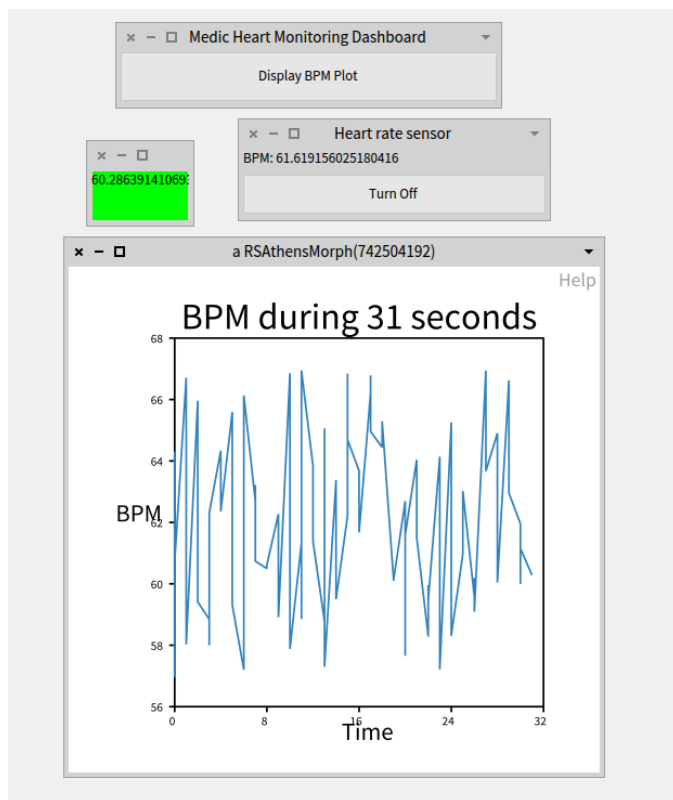 Medic Heart Monitoring Dashboard
Display BPM Plot
Heart rate sensor
BPM: 61.619156025180416
Turn Off
60.28639141069
a RSAthensMorph(742504192)
Help
BPM during 31 seconds
68
66
64
62
60
58
56
BPM
0 8 16 24 32
Time